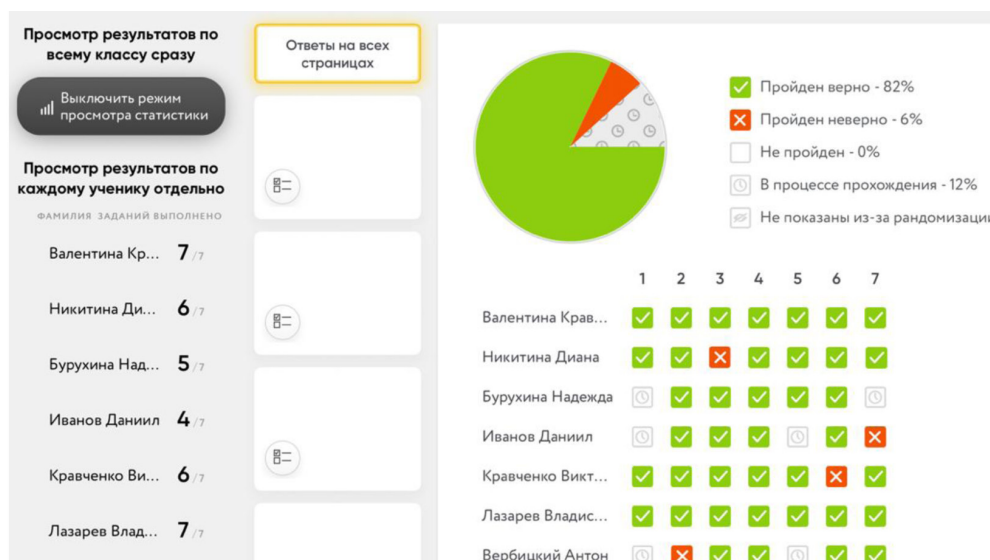 Просмотр результатов по
всему классу сразу
Выключить режим
просмотра статистики
Просмотр результатов по
каждому ученику отдельно
ФАМИЛИЯ ЗАДАНИЙ ВЫПОЛНЕНО
Валентина Кр... 7 /7
Никитина Ди... 6 /7
Бурухина Над... 5 /7
Иванов Даниил 4 /7
Кравченко Ви... 6 /7
Лазарев Влад... 7 /7
Ответы на всех
страницах
Пройден верно - 82%
Пройден неверно - 6%
Не пройден - 0%
В процессе прохождения - 12%
Не показаны из-за рандомизации
1 2 3 4 5 6 7
Валентина Крав...
Никитина Диана
Бурухина Надежда
Иванов Даниил
Кравченко Викт...
Лазарев Владис...
Вербицкий Антон